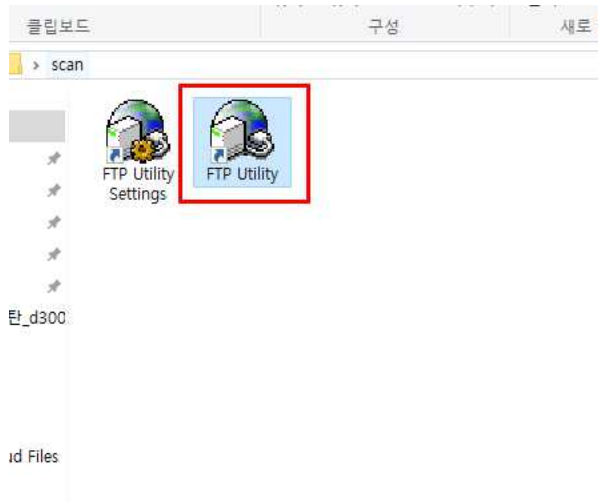 클립보드
구성
새로
> scan
FTP Utility
Settings
FTP Utility
탄_d300
ud Files